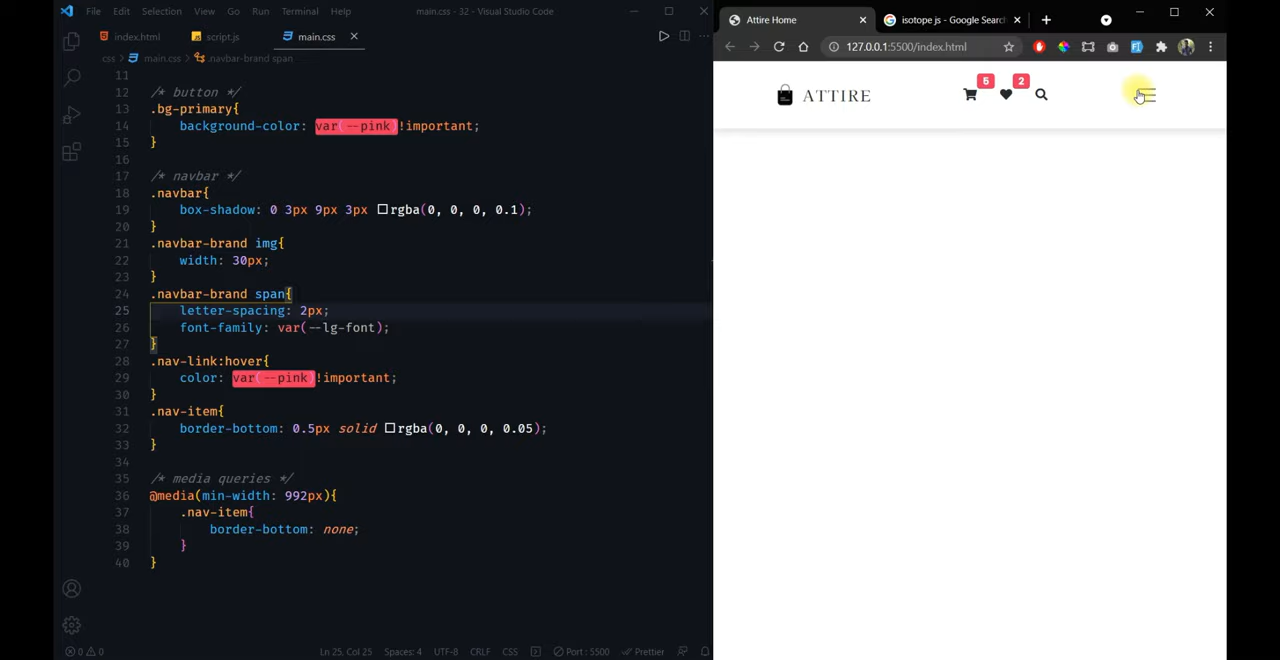 File Edit Selection View Go Run Terminal Help main.css - 32 - Visual Studio Code
index.html script.js main.css
css > main.css > .navbar-brand span
11
12 /* button */
13 .bg-primary{
14 background-color: var(--pink)!important;
15 }
16
17 /* navbar */
18 .navbar{
19 box-shadow: 0 3px 9px 3px rgba(0, 0, 0, 0.1);
20 }
21 .navbar-brand img{
22 width: 30px;
23 }
24 .navbar-brand span{
25 letter-spacing: 2px;
26 font-family: var(--lg-font);
27 }
28 .nav-link:hover{
29 color: var(--pink)!important;
30 }
31 .nav-item{
32 border-bottom: 0.5px solid rgba(0, 0, 0, 0.05);
33 }
34
35 /* media queries */
36 @media(min-width: 992px){
37 .nav-item{
38 border-bottom: none;
39 }
40 }
0 0 Ln 25, Col 25 Spaces: 4 UTF-8 CRLF CSS Port : 5500 Prettier
Attire Home isotope js - Google Search
127.0.0.1:5500/index.html
ATTIRE 5 2